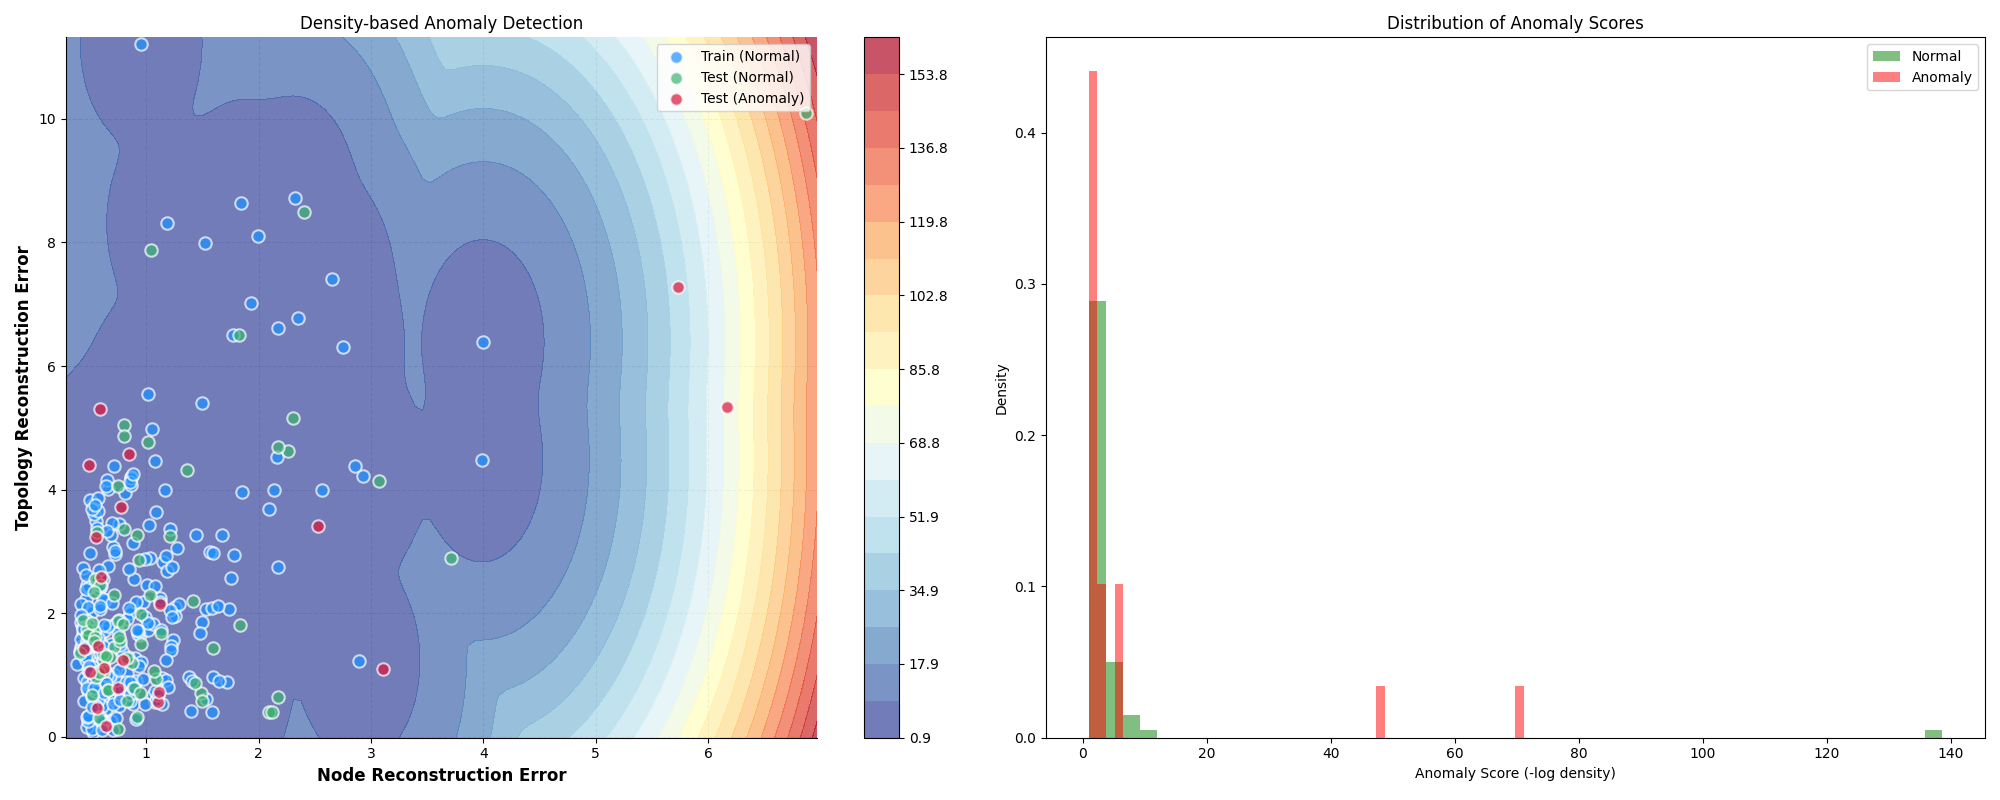 Density-based Anomaly Detection
Topology Reconstruction Error
10
8
6
4
2
0
Train (Normal)
Test (Normal)
Test (Anomaly)
1 2 3 4 5 6
Node Reconstruction Error
153.8
136.8
119.8
102.8
85.8
68.8
51.9
34.9
17.9
0.9
Distribution of Anomaly Scores
Density
0.4
0.3
0.2
0.1
0.0
Normal
Anomaly
0 20 40 60 80 100 120 140
Anomaly Score (-log density)